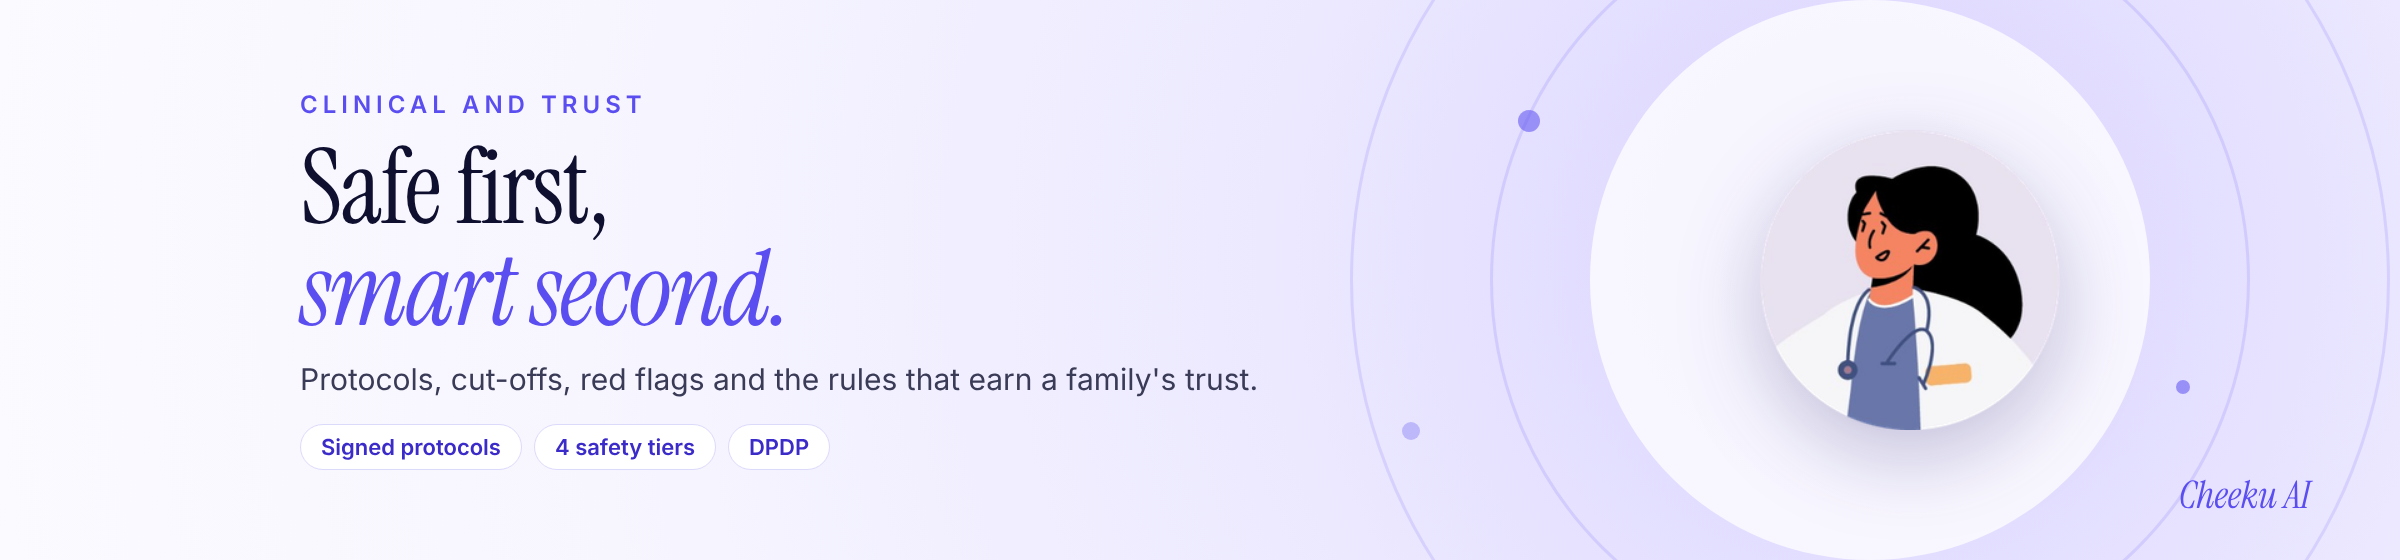 CLINICAL AND TRUST
Safe first,
smart second.
Protocols, cut-offs, red flags and the rules that earn a family's trust.
Signed protocols
4 safety tiers
DPDP
Cheeku AI